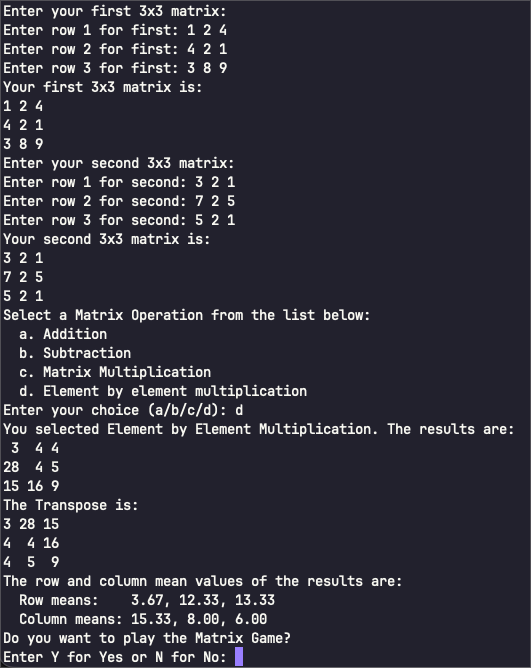 Enter your first 3x3 matrix:
Enter row 1 for first: 1 2 4
Enter row 2 for first: 4 2 1
Enter row 3 for first: 3 8 9
Your first 3x3 matrix is:
1 2 4
4 2 1
3 8 9
Enter your second 3x3 matrix:
Enter row 1 for second: 3 2 1
Enter row 2 for second: 7 2 5
Enter row 3 for second: 5 2 1
Your second 3x3 matrix is:
3 2 1
7 2 5
5 2 1
Select a Matrix Operation from the list below:
  a. Addition
  b. Subtraction
  c. Matrix Multiplication
  d. Element by element multiplication
Enter your choice (a/b/c/d): d
You selected Element by Element Multiplication. The results are:
 3  4 4
28  4 5
15 16 9
The Transpose is:
3 28 15
4  4 16
4  5  9
The row and column mean values of the results are:
  Row means:    3.67, 12.33, 13.33
  Column means: 15.33, 8.00, 6.00
Do you want to play the Matrix Game?
Enter Y for Yes or N for No: